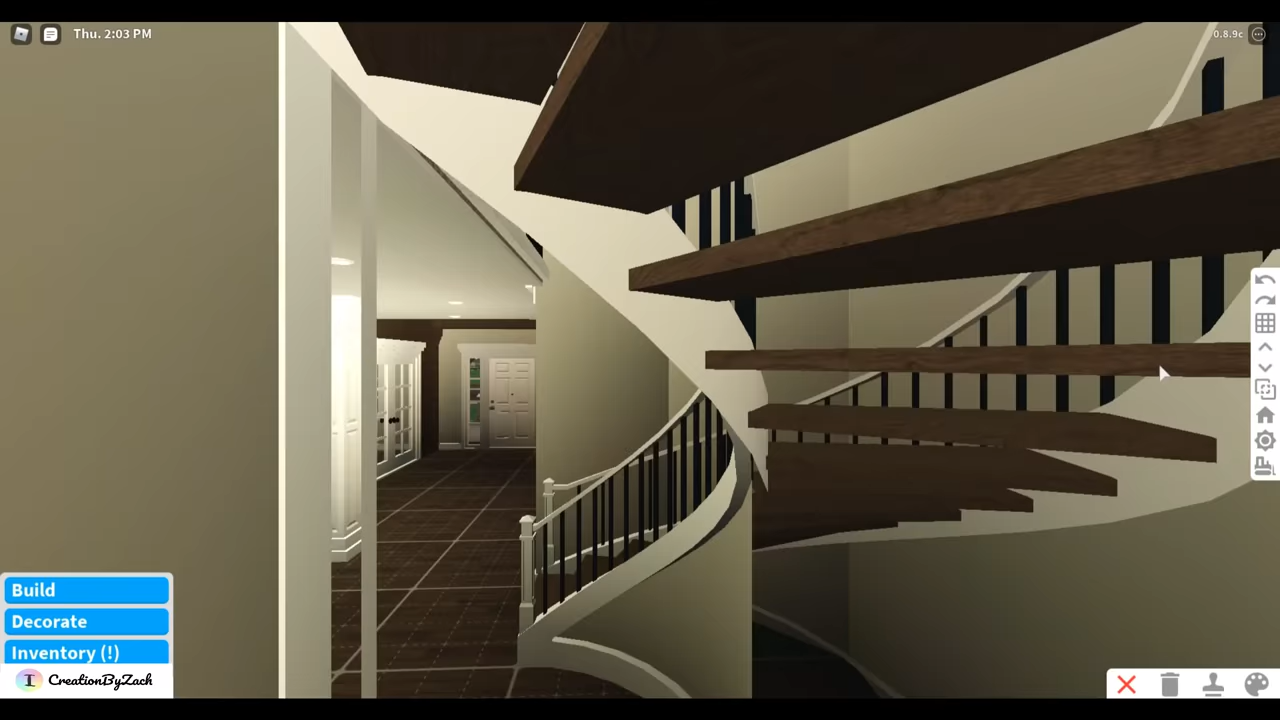 Thu. 2:03 PM
0.8.9c
Build
Decorate
Inventory (!)
I CreationByZach